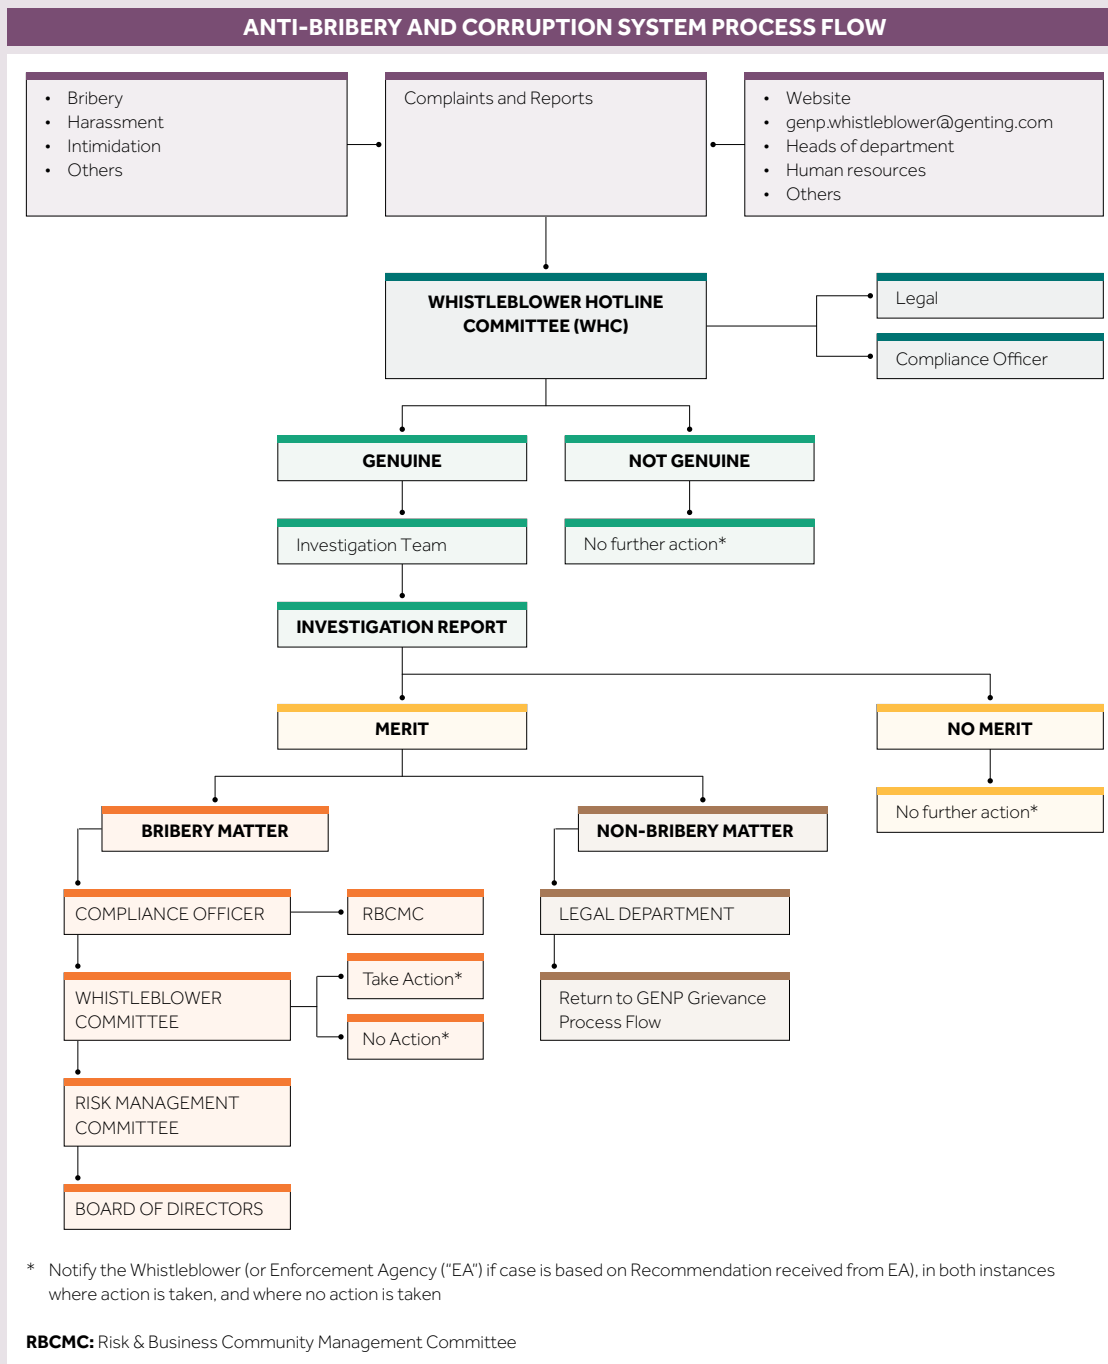 ANTI-BRIBERY AND CORRUPTION SYSTEM PROCESS FLOW
• Bribery
• Harassment
• Intimidation
• Others
Complaints and Reports
• Website
• genp.whistleblower@genting.com
• Heads of department
• Human resources
• Others
WHISTLEBLOWER HOTLINE
COMMITTEE (WHC)
Legal
Compliance Officer
GENUINE
NOT GENUINE
Investigation Team
No further action*
INVESTIGATION REPORT
MERIT
NO MERIT
No further action*
BRIBERY MATTER
NON-BRIBERY MATTER
COMPLIANCE OFFICER
RBCMC
LEGAL DEPARTMENT
WHISTLEBLOWER
COMMITTEE
Take Action*
No Action*
Return to GENP Grievance
Process Flow
RISK MANAGEMENT
COMMITTEE
BOARD OF DIRECTORS
* Notify the Whistleblower (or Enforcement Agency ("EA") if case is based on Recommendation received from EA), in both instances
where action is taken, and where no action is taken
RBCMC: Risk & Business Community Management Committee